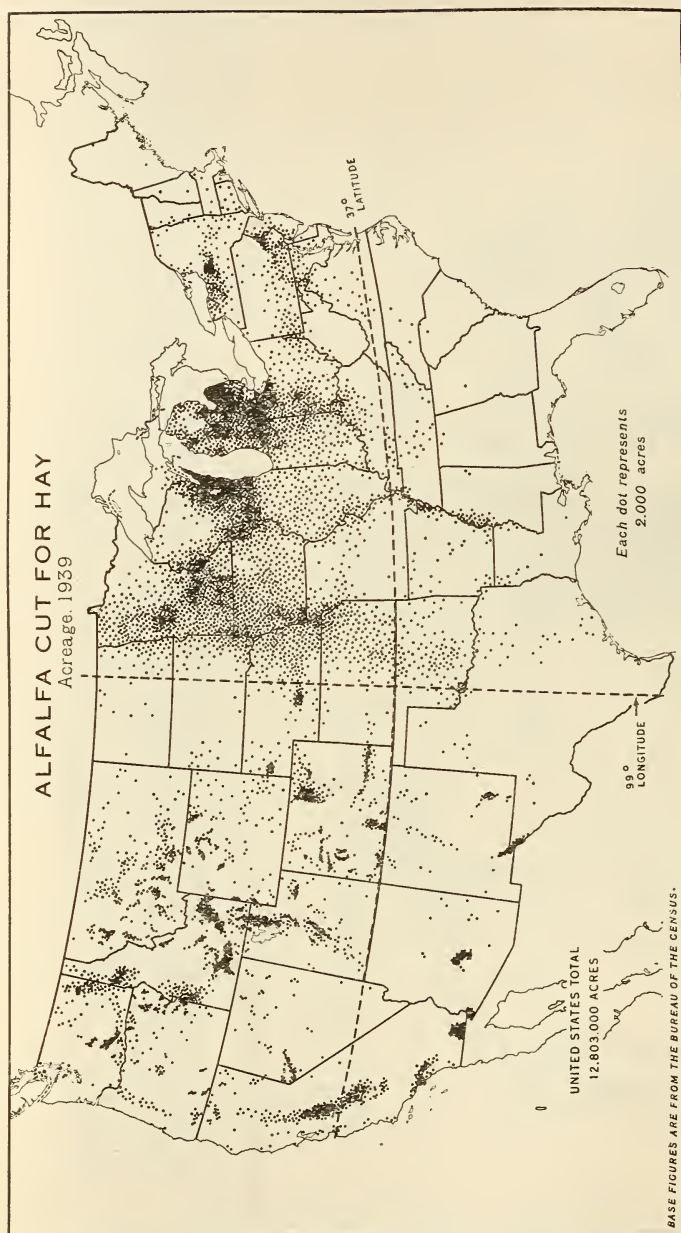 ALFALFA CUT FOR HAY
Acreage. 1939
37°
LATITUDE
Each dot represents
2.000 acres
99°
LONGITUDE
UNITED STATES TOTAL
12.803.000 ACRES
BASE FIGURES ARE FROM THE BUREAU OF THE CENSUS.